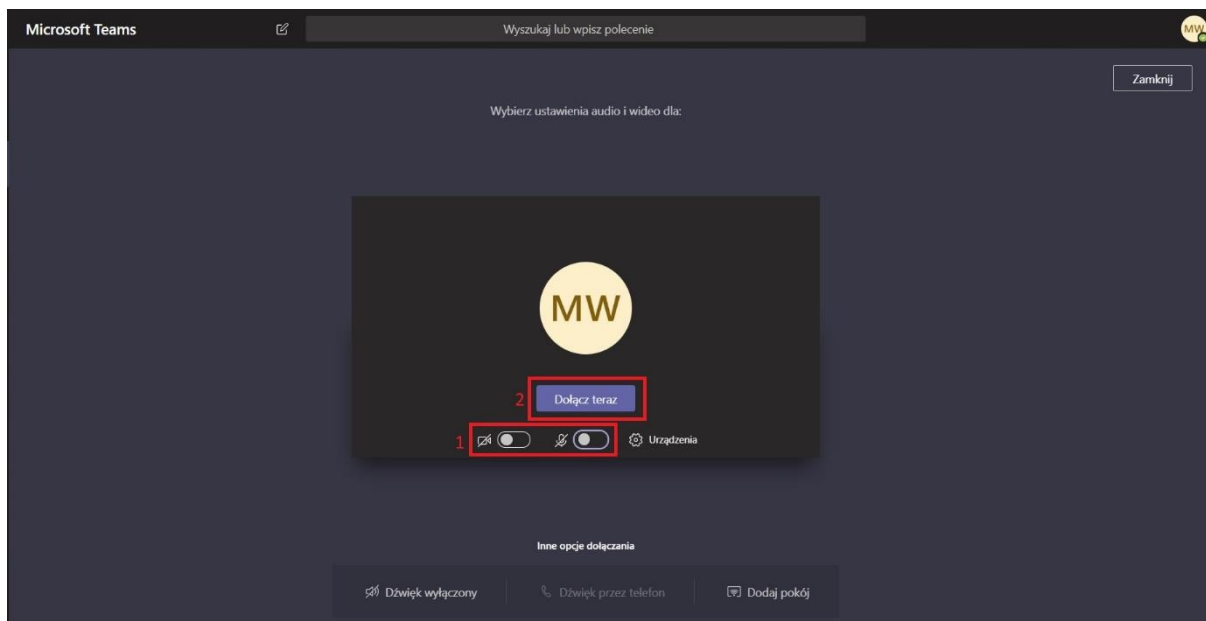 Microsoft Teams
Wyszukaj lub wpisz polecenie
MW
Zamknij
Wybierz ustawienia audio i wideo dla:
MW
2
Dołącz teraz
1
Urządzenia
Inne opcje dołączania
Dźwięk wyłączony
Dźwięk przez telefon
Dodaj pokój